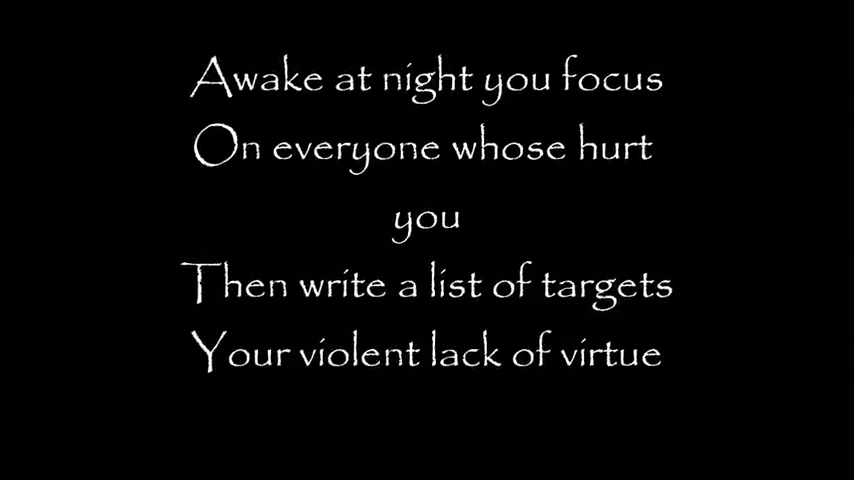 Awake at night you focus
On everyone whose hurt
you
Then write a list of targets
Your violent lack of virtue